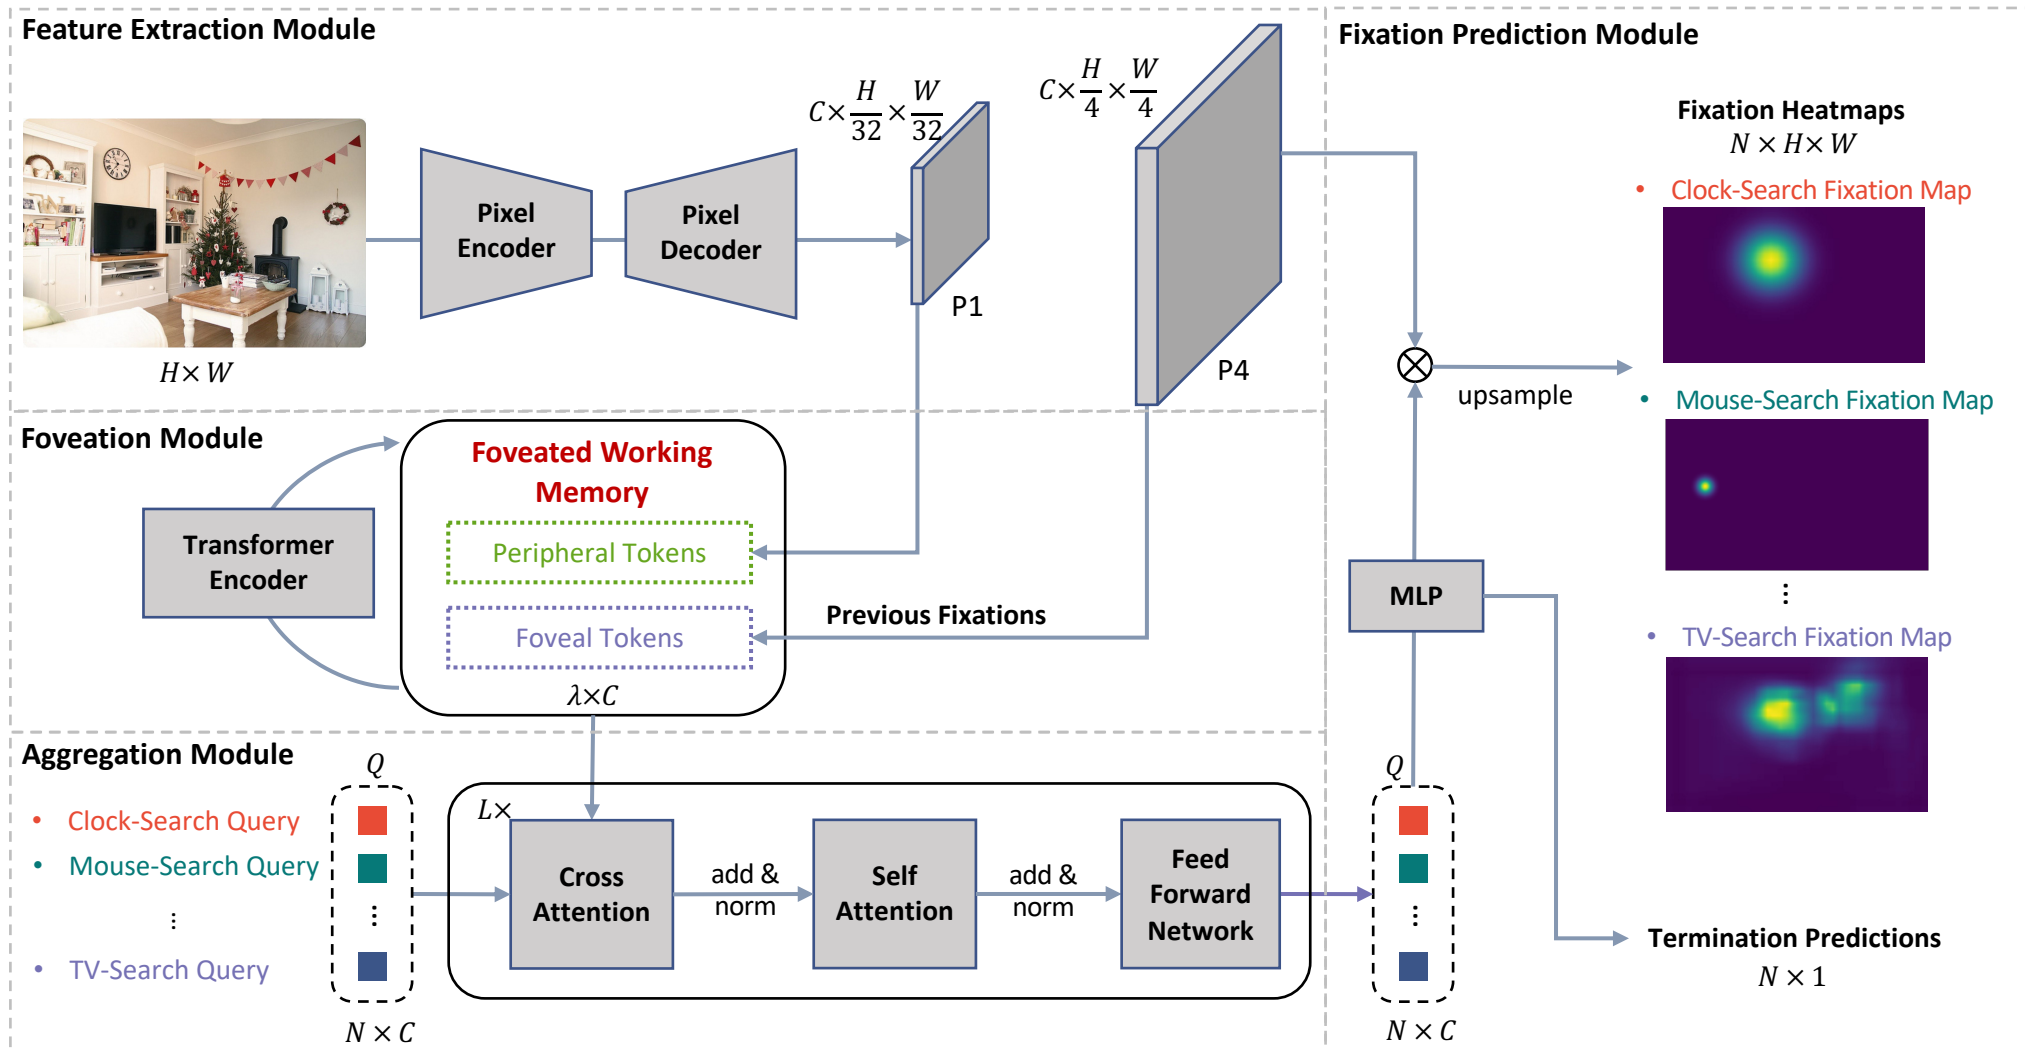 Feature Extraction Module
C × H/32 × W/32
C × H/4 × W/4
Pixel
Encoder
Pixel
Decoder
P1
P4
H × W
Foveation Module
Foveated Working
Memory
Peripheral Tokens
Foveal Tokens
λ×C
Transformer
Encoder
Previous Fixations
Aggregation Module
Q
• Clock-Search Query
• Mouse-Search Query
⋮
• TV-Search Query
⋮
N × C
L×
Cross
Attention
add &
norm
Self
Attention
add &
norm
Feed
Forward
Network
Fixation Prediction Module
Q
⋮
N × C
MLP
upsample
Fixation Heatmaps
N × H × W
• Clock-Search Fixation Map
• Mouse-Search Fixation Map
⋮
• TV-Search Fixation Map
Termination Predictions
N × 1